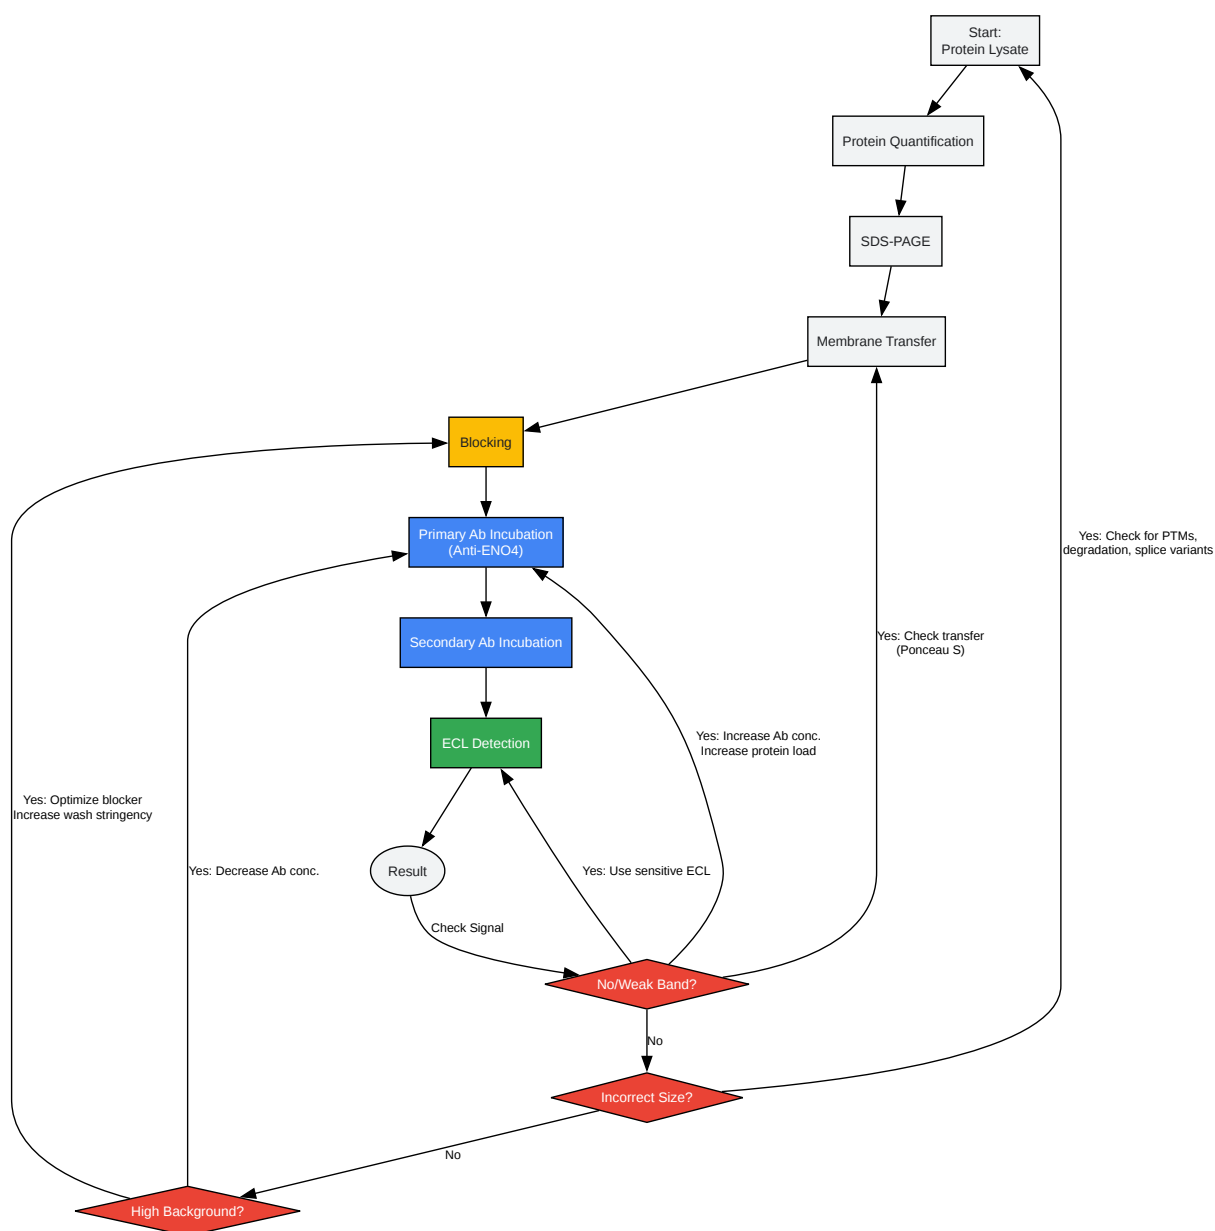 Start:
Protein Lysate
Protein Quantification
SDS-PAGE
Membrane Transfer
Blocking
Primary Ab Incubation
(Anti-ENO4)
Yes: Check for PTMs,
degradation, splice variants
Secondary Ab Incubation
Yes: Check transfer
(Ponceau S)
ECL Detection
Yes: Increase Ab conc.
Increase protein load
Yes: Optimize blocker
Increase wash stringency
Yes: Decrease Ab conc.
Result
Yes: Use sensitive ECL
Check Signal
No/Weak Band?
No
Incorrect Size?
No
High Background?